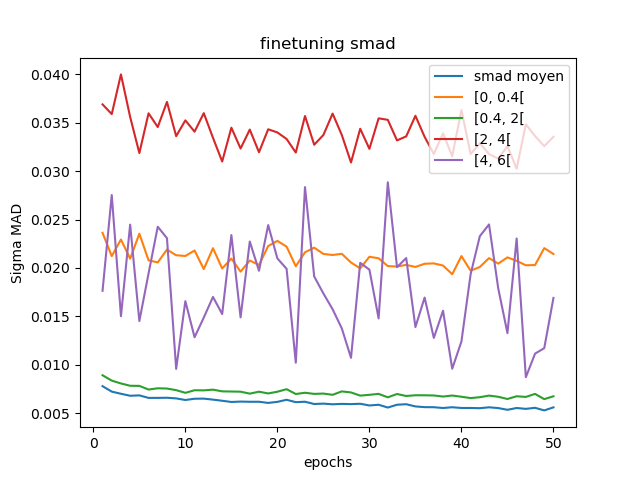 finetuning smad
smad moyen
[0, 0.4[
[0.4, 2[
[2, 4[
[4, 6[
0.040
0.035
0.030
0.025
0.020
0.015
0.010
0.005
Sigma MAD
0 10 20 30 40 50
epochs